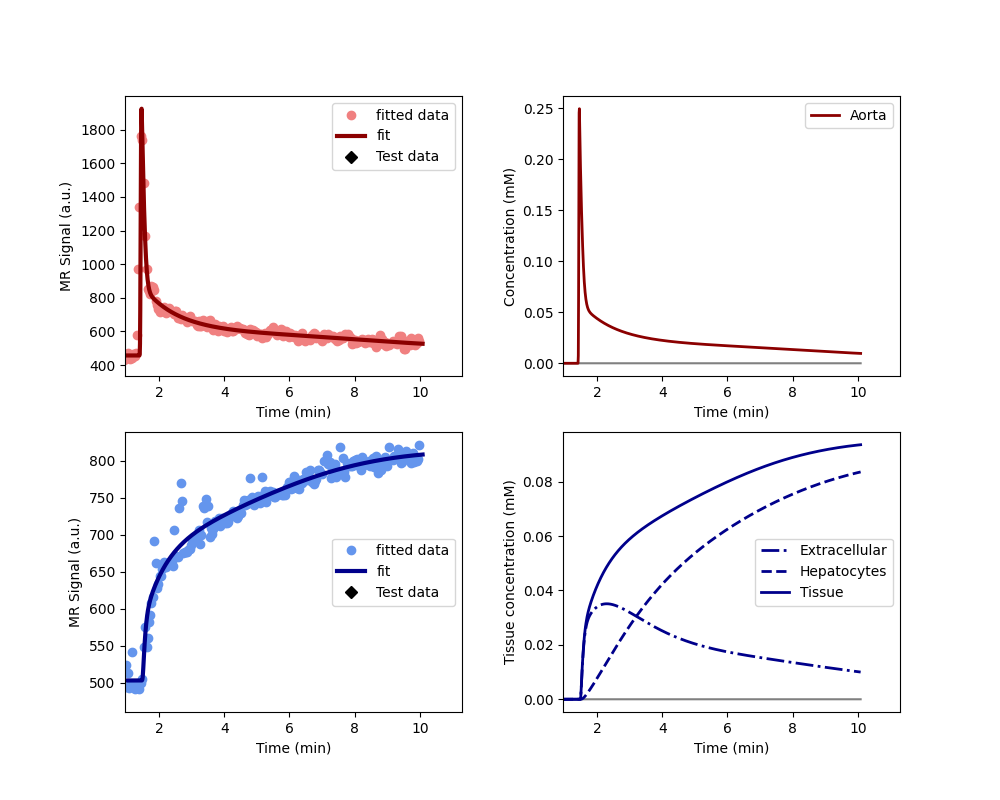 MR Signal (a.u.)
1800
1600
1400
1200
1000
800
600
400
fitted data
fit
Test data
2
4
6
8
10
Time (min)
Concentration (mM)
0.25
0.20
0.15
0.10
0.05
0.00
Aorta
2
4
6
8
10
Time (min)
MR Signal (a.u.)
800
750
700
650
600
550
500
fitted data
fit
Test data
2
4
6
8
10
Time (min)
Tissue concentration (mM)
0.08
0.06
0.04
0.02
0.00
Extracellular
Hepatocytes
Tissue
2
4
6
8
10
Time (min)